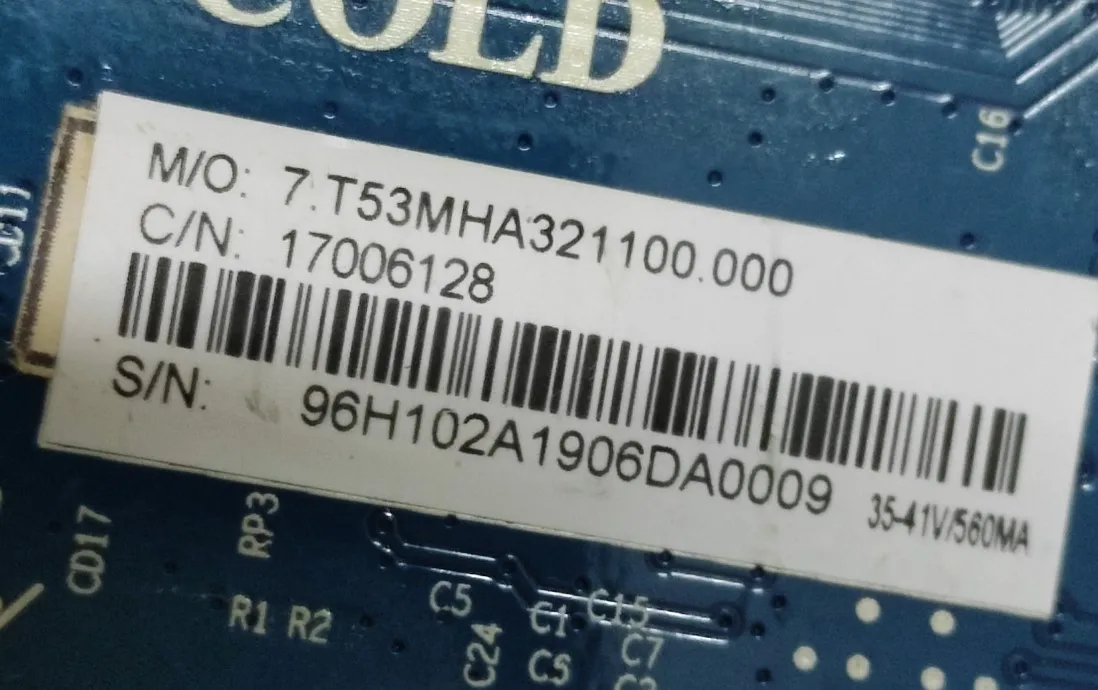 COLD
C16
M/O: 7.T53MHA321100.000
C/N: 17006128
S/N: 96H102A1906DA0009
35-41V/560MA
CD17
RP3
R1 R2
C5
C24
C1
C15
C5
C7